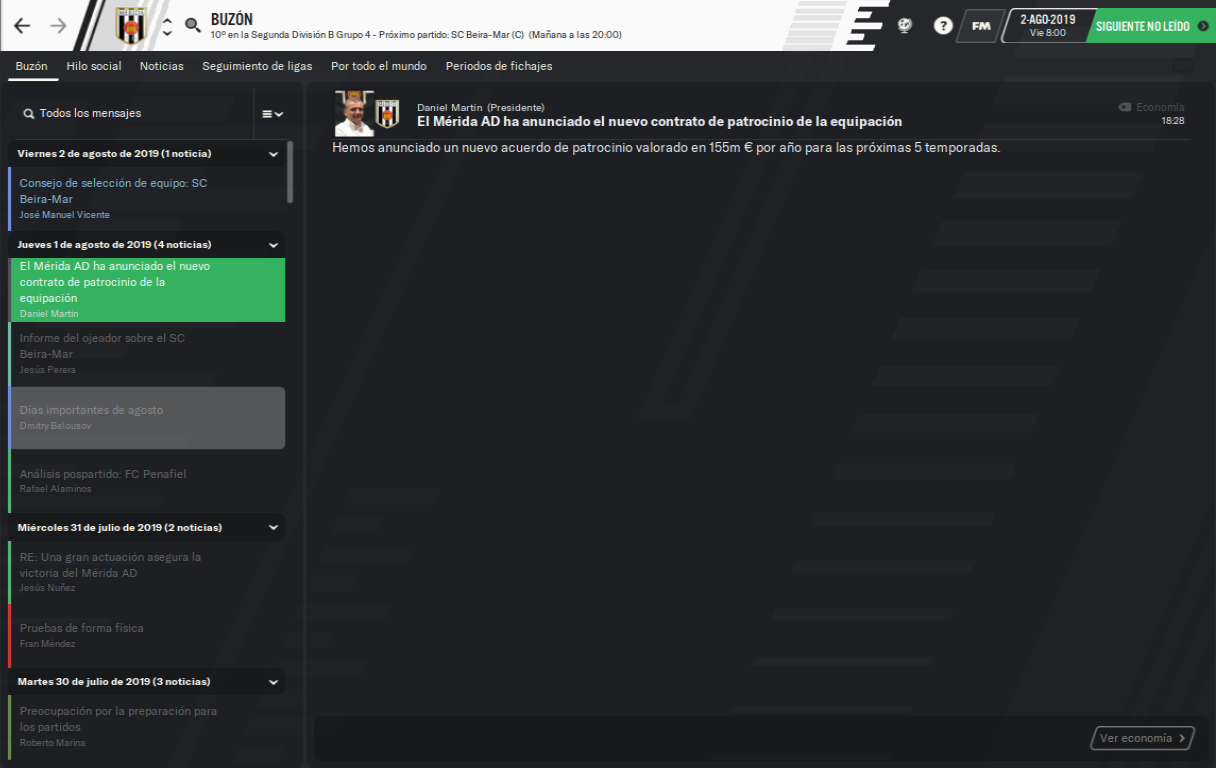 BUZÓN
10º en la Segunda División B Grupo 4 - Próximo partido: SC Beira-Mar (C) (Mañana a las 20:00)
?
FM
2-AGO-2019
Vie 8:00
SIGUIENTE NO LEÍDO
Buzón Hilo social Noticias Seguimiento de ligas Por todo el mundo Periodos de fichajes
Todos los mensajes
Viernes 2 de agosto de 2019 (1 noticia)
Consejo de selección de equipo: SC
Beira-Mar
José Manuel Vicente
Jueves 1 de agosto de 2019 (4 noticias)
El Mérida AD ha anunciado el nuevo
contrato de patrocinio de la
equipación
Daniel Martín
Informe del ojeador sobre el SC
Beira-Mar
Jesús Perera
Días importantes de agosto
Dmitry Belousov
Análisis pospartido: FC Penafiel
Rafael Alaminos
Miércoles 31 de julio de 2019 (2 noticias)
RE: Una gran actuación asegura la
victoria del Mérida AD
Jesús Nuñez
Pruebas de forma física
Fran Méndez
Martes 30 de julio de 2019 (3 noticias)
Preocupación por la preparación para
los partidos
Roberto Marina
Daniel Martín (Presidente)
El Mérida AD ha anunciado el nuevo contrato de patrocinio de la equipación
Economía
18:28
Hemos anunciado un nuevo acuerdo de patrocinio valorado en 155m € por año para las próximas 5 temporadas.
Ver economía